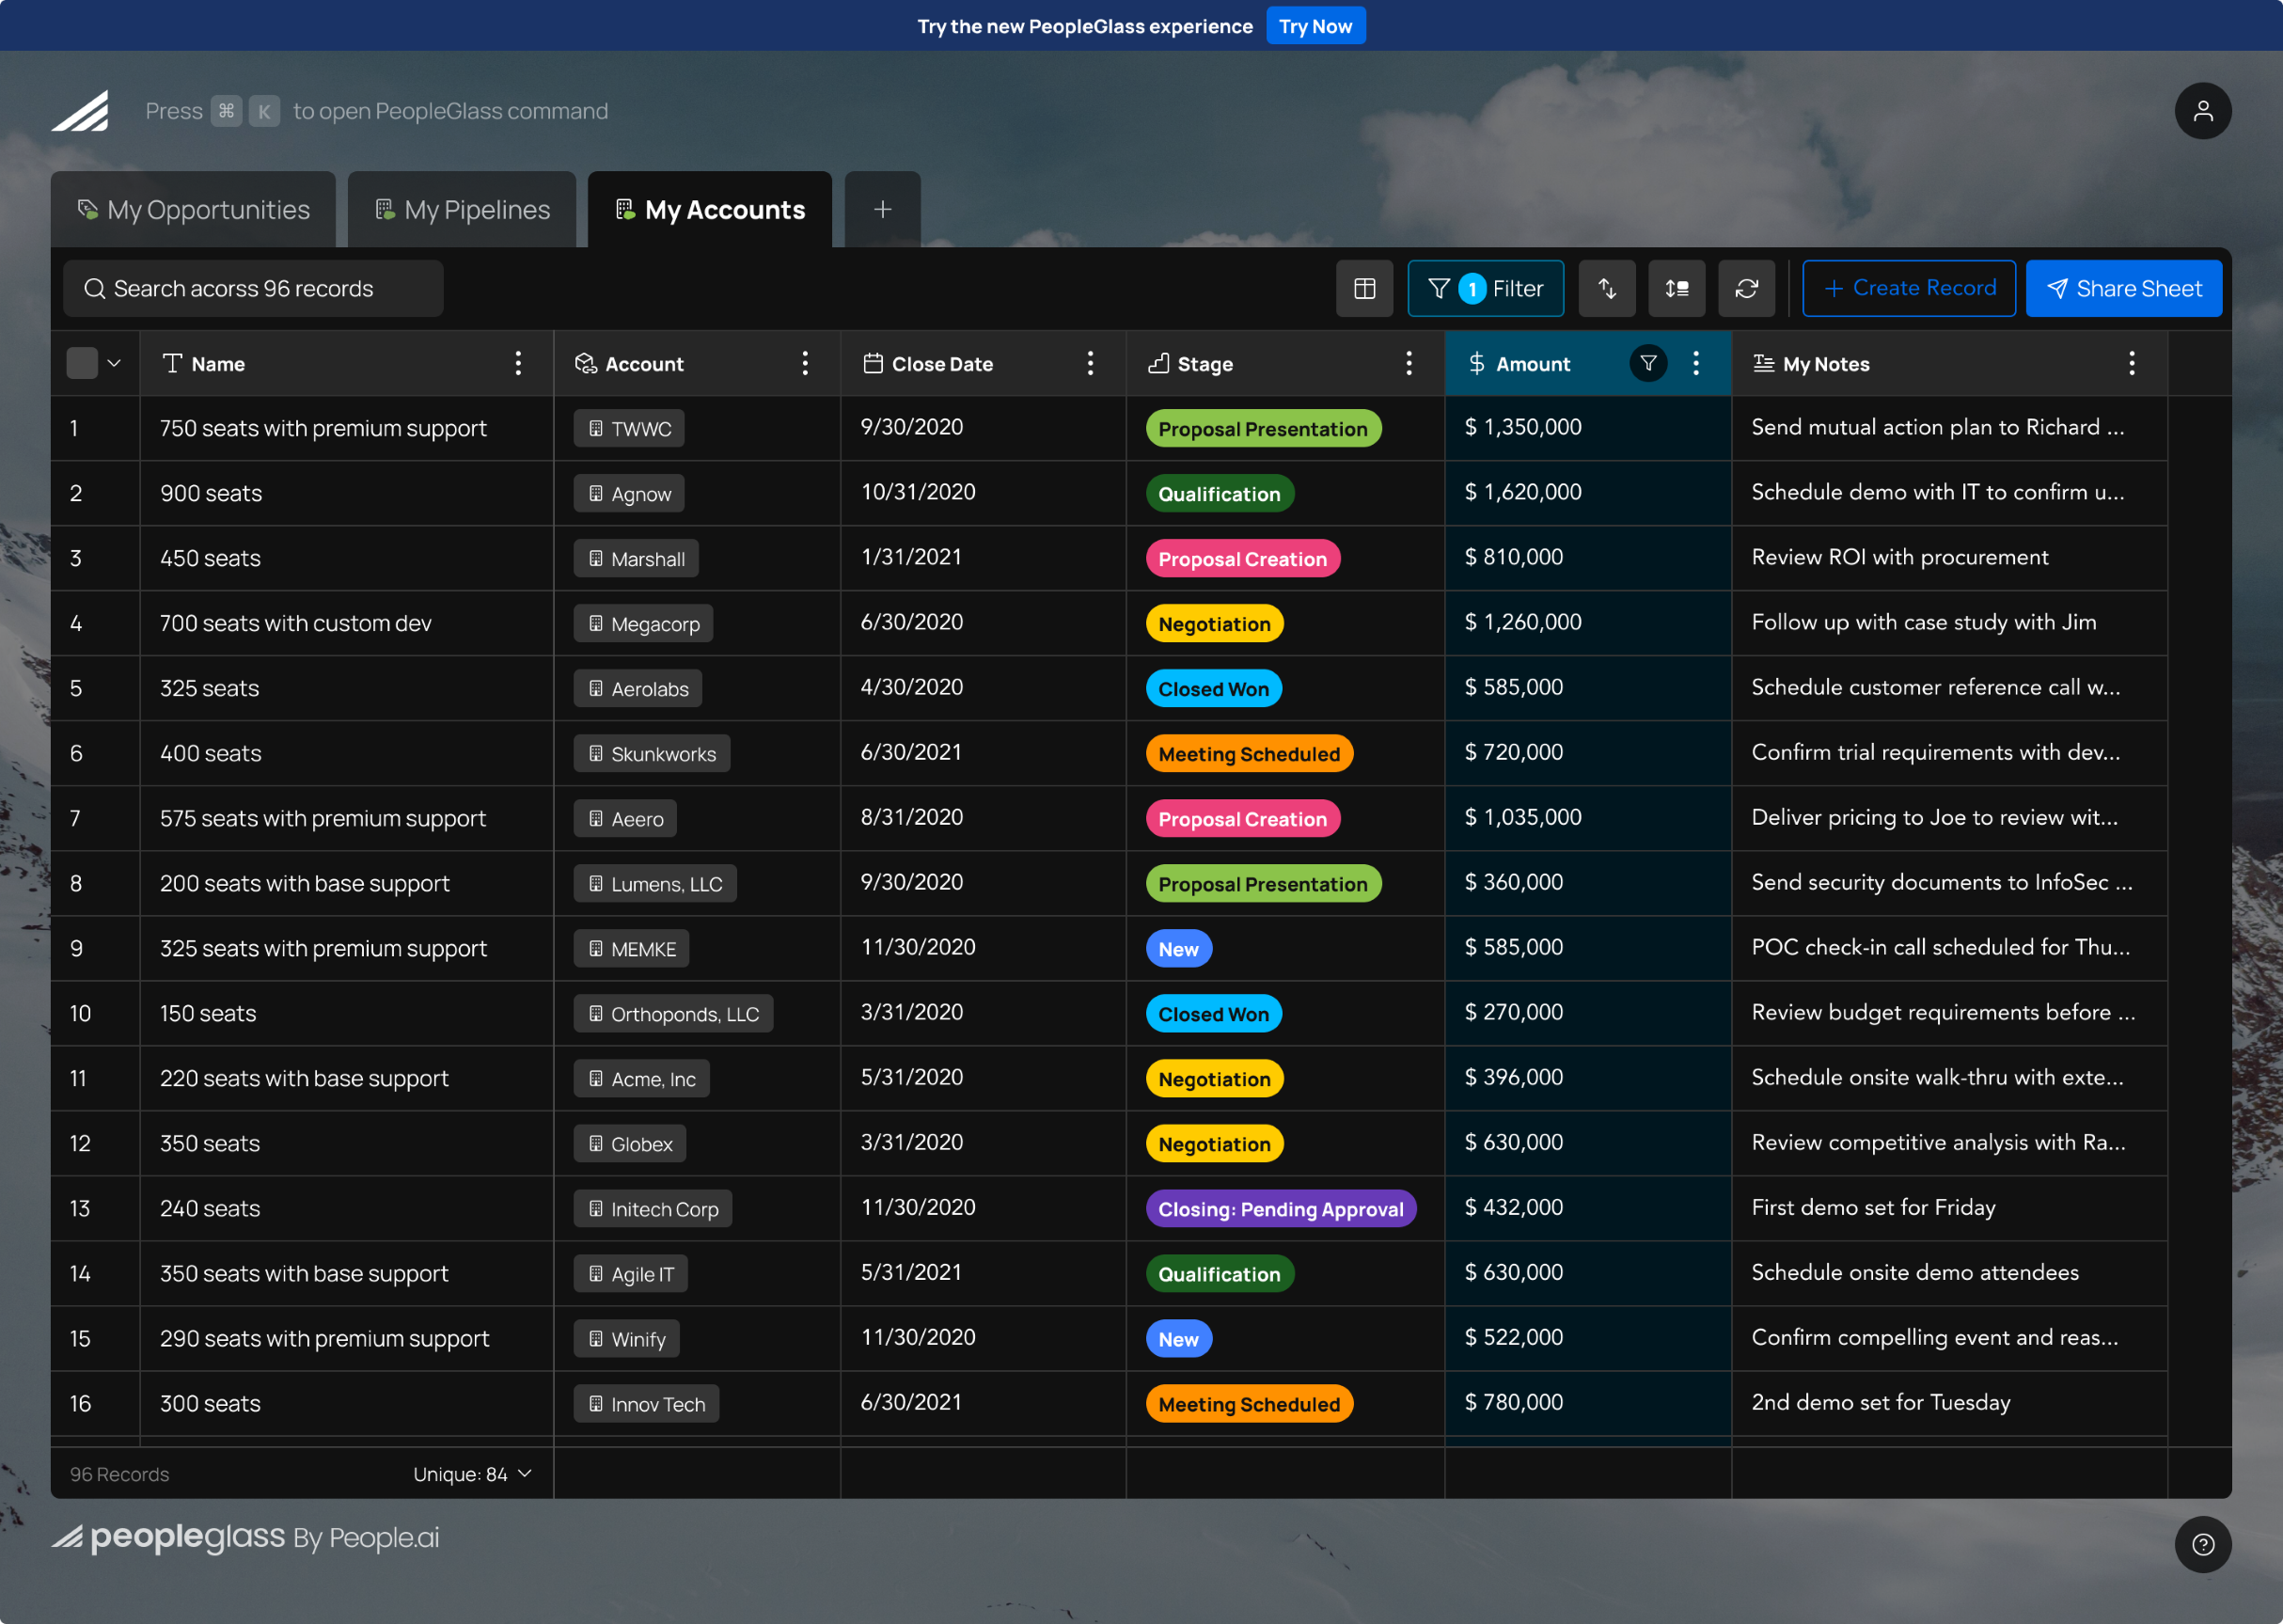 Try the new PeopleGlass experience Try Now
Press ⌘ K to open PeopleGlass command
My Opportunities My Pipelines My Accounts +
Search acorss 96 records 1 Filter + Create Record Share Sheet
Name Account Close Date Stage $ Amount My Notes
1 750 seats with premium support TWWC 9/30/2020 Proposal Presentation $ 1,350,000 Send mutual action plan to Richard ...
2 900 seats Agnow 10/31/2020 Qualification $ 1,620,000 Schedule demo with IT to confirm u...
3 450 seats Marshall 1/31/2021 Proposal Creation $ 810,000 Review ROI with procurement
4 700 seats with custom dev Megacorp 6/30/2020 Negotiation $ 1,260,000 Follow up with case study with Jim
5 325 seats Aerolabs 4/30/2020 Closed Won $ 585,000 Schedule customer reference call w...
6 400 seats Skunkworks 6/30/2021 Meeting Scheduled $ 720,000 Confirm trial requirements with dev...
7 575 seats with premium support Aeero 8/31/2020 Proposal Creation $ 1,035,000 Deliver pricing to Joe to review wit...
8 200 seats with base support Lumens, LLC 9/30/2020 Proposal Presentation $ 360,000 Send security documents to InfoSec ...
9 325 seats with premium support MEMKE 11/30/2020 New $ 585,000 POC check-in call scheduled for Thu...
10 150 seats Orthoponds, LLC 3/31/2020 Closed Won $ 270,000 Review budget requirements before ...
11 220 seats with base support Acme, Inc 5/31/2020 Negotiation $ 396,000 Schedule onsite walk-thru with exte...
12 350 seats Globex 3/31/2020 Negotiation $ 630,000 Review competitive analysis with Ra...
13 240 seats Initech Corp 11/30/2020 Closing: Pending Approval $ 432,000 First demo set for Friday
14 350 seats with base support Agile IT 5/31/2021 Qualification $ 630,000 Schedule onsite demo attendees
15 290 seats with premium support Winify 11/30/2020 New $ 522,000 Confirm compelling event and reas...
16 300 seats Innov Tech 6/30/2021 Meeting Scheduled $ 780,000 2nd demo set for Tuesday
96 Records Unique: 84
peopleglass By People.ai